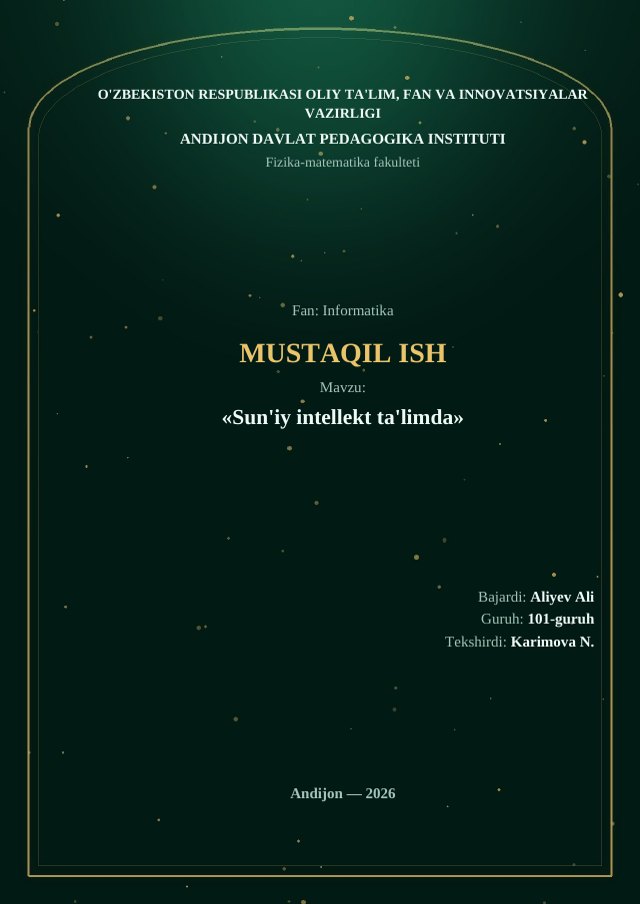 O'ZBEKISTON RESPUBLIKASI OLIY TA'LIM, FAN VA INNOVATSIYALAR
VAZIRLIGI
ANDIJON DAVLAT PEDAGOGIKA INSTITUTI
Fizika-matematika fakulteti
Fan: Informatika
MUSTAQIL ISH
Mavzu:
«Sun'iy intellekt ta'limda»
Bajardi: Aliyev Ali
Guruh: 101-guruh
Tekshirdi: Karimova N.
Andijon — 2026